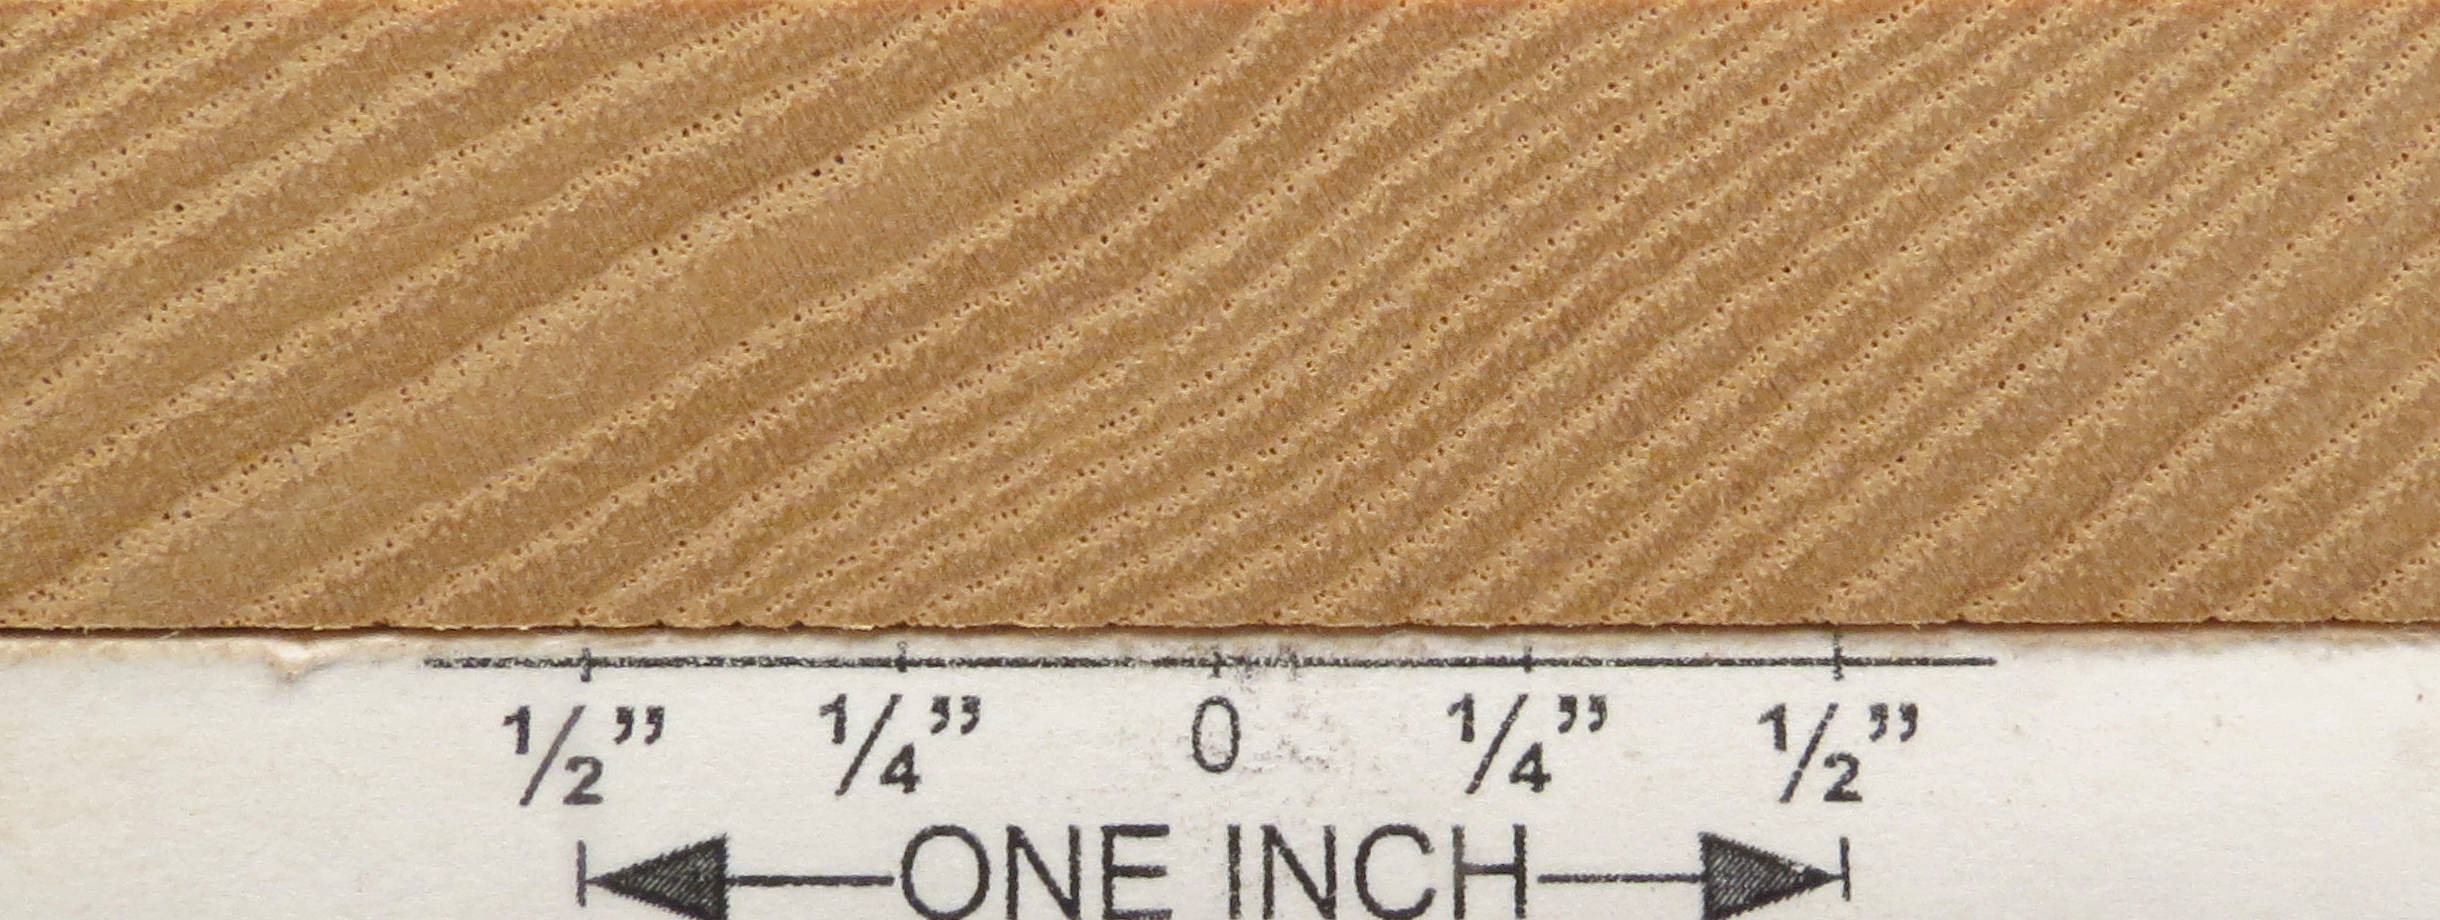 1/2” 1/4” 0 1/4” 1/2”
ONE INCH